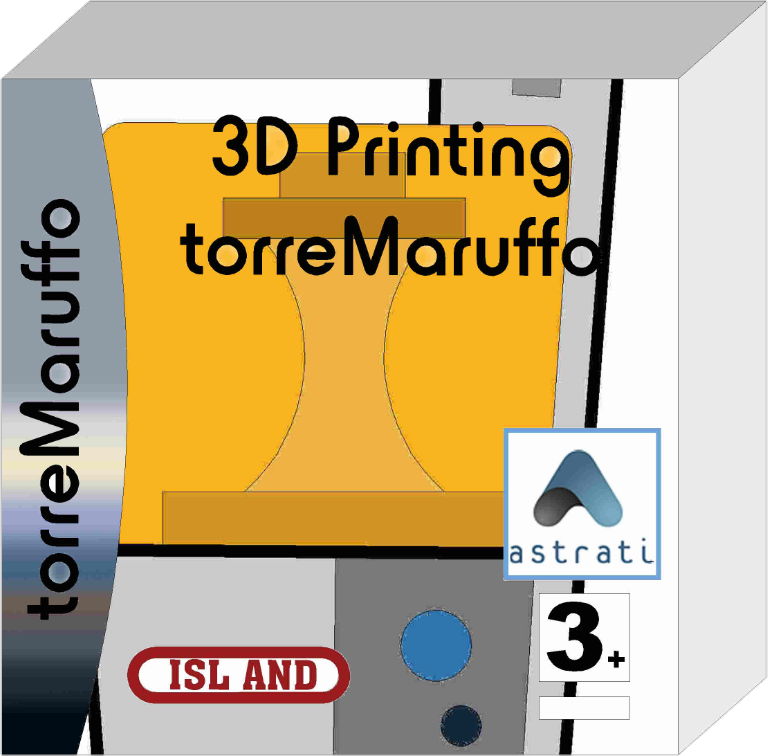 3D Printing
torreMaruffo
torreMaruffo
astrati
ISL AND
3+